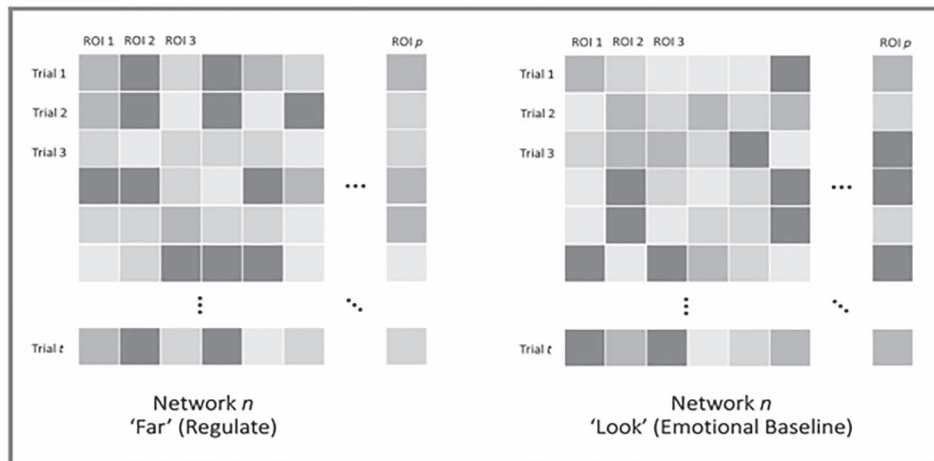 ROI 1 ROI 2 ROI 3 ROI p
Trial 1
Trial 2
Trial 3
Trial t
Network n
'Far' (Regulate)
ROI 1 ROI 2 ROI 3 ROI p
Trial 1
Trial 2
Trial 3
Trial t
Network n
'Look' (Emotional Baseline)